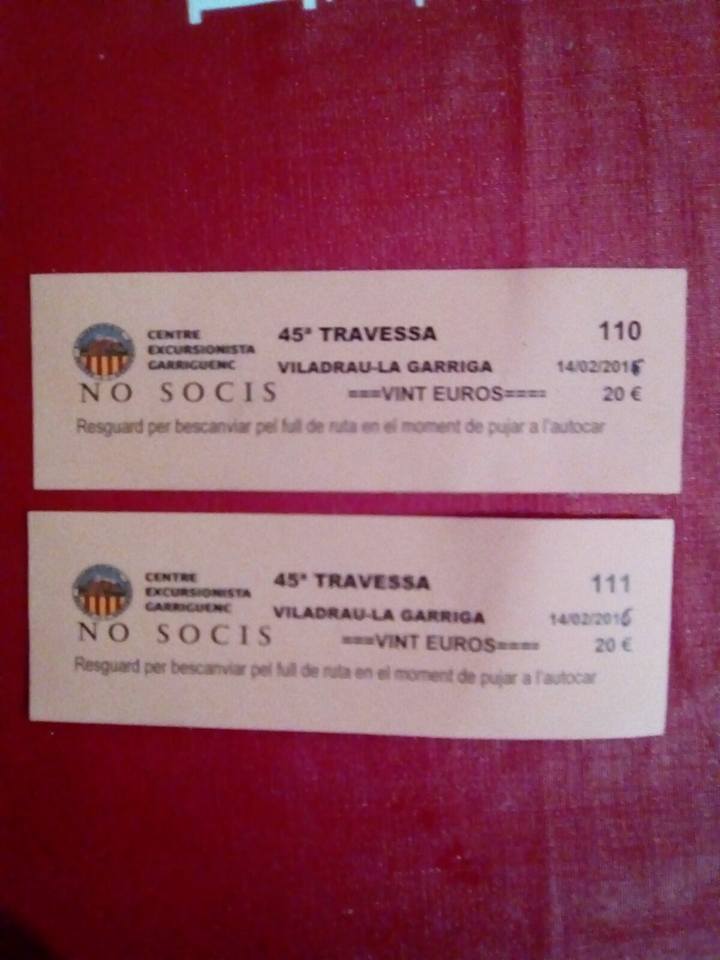 CENTRE
EXCURSIONISTA
GARRIGUENC
45ª TRAVESSA
110
VILADRAU-LA GARRIGA
14/02/2016
NO SOCIS
===VINT EUROS====
20 €
Resguard per bescanviar pel full de ruta en el moment de pujar a l'autocar
CENTRE
EXCURSIONISTA
GARRIGUENC
45ª TRAVESSA
111
VILADRAU-LA GARRIGA
14/02/2016
NO SOCIS
===VINT EUROS====
20 €
Resguard per bescanviar pel full de ruta en el moment de pujar a l'autocar